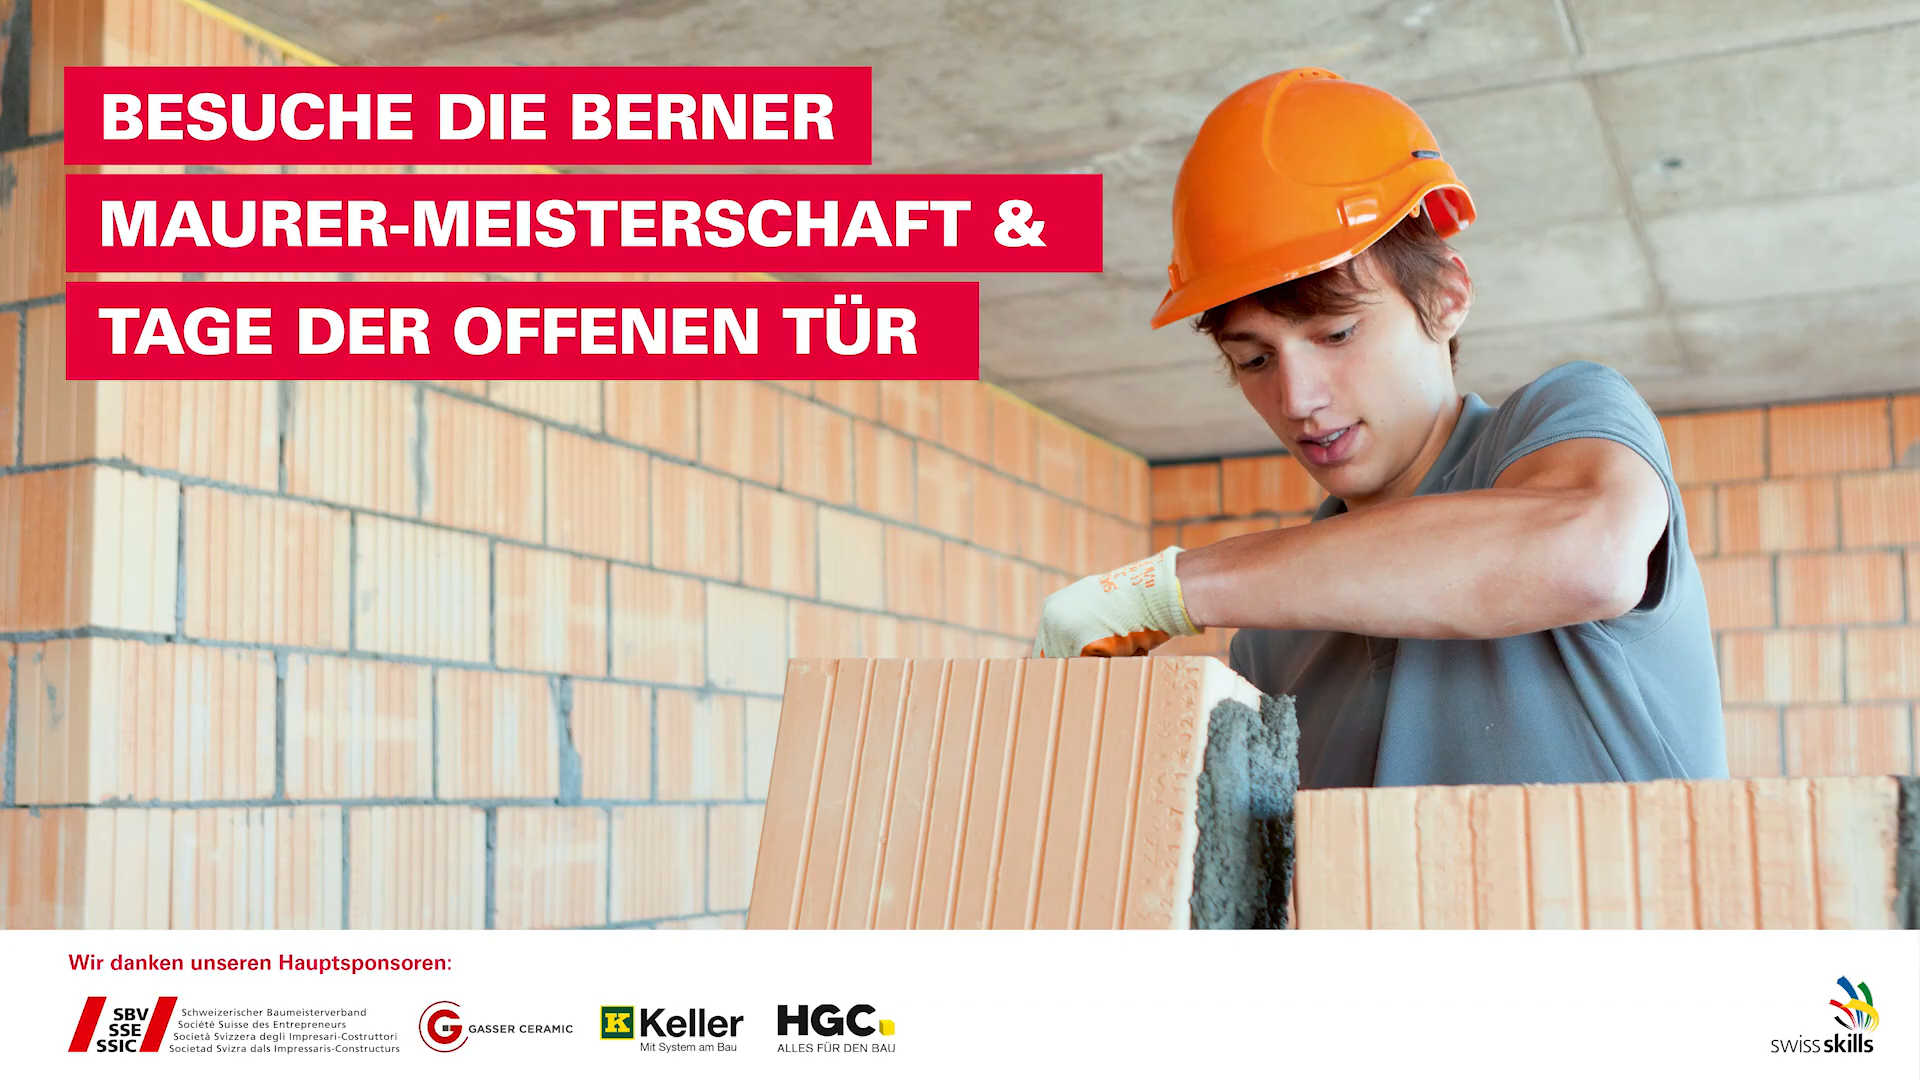 BESUCHE DIE BERNER
MAURER-MEISTERSCHAFT &
TAGE DER OFFENEN TÜR
Wir danken unseren Hauptsponsoren:
SBV
SSE
SSIC
Schweizerischer Baumeisterverband
Société Suisse des Entrepreneurs
Società Svizzera degli Impresari-Costruttori
Societad Svizra dals Impressaris-Constructurs
G GASSER CERAMIC
K Keller
Mit System am Bau
HGC
ALLES FÜR DEN BAU
swiss skills